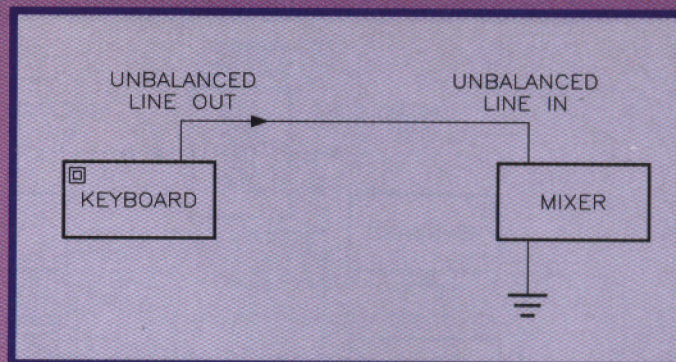 UNBALANCED
LINE OUT
UNBALANCED
LINE IN
KEYBOARD
MIXER